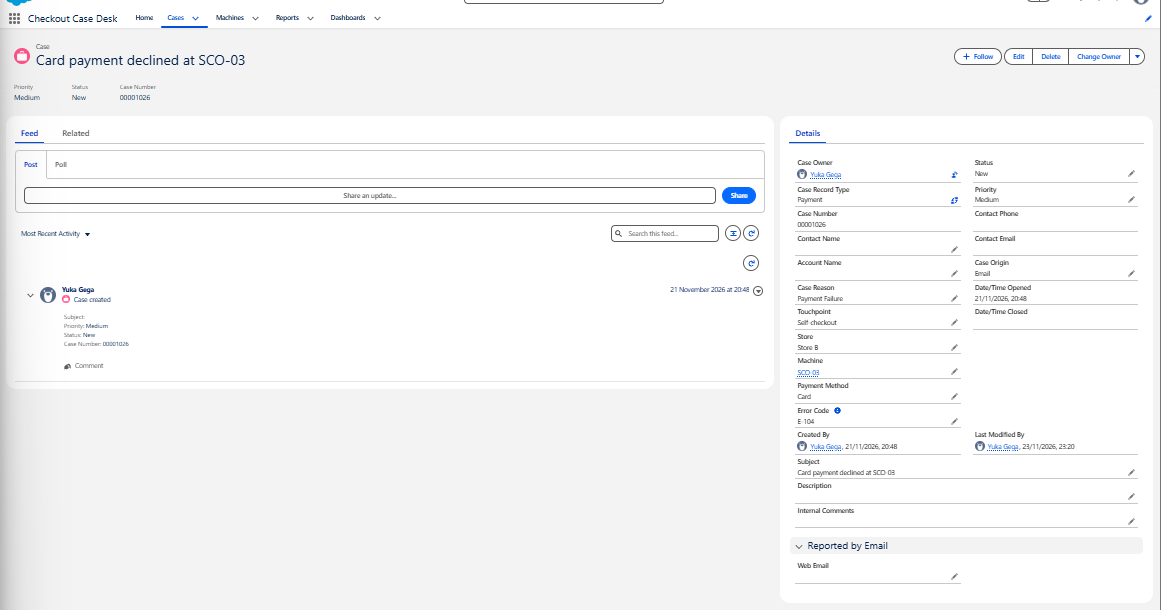 Checkout Case Desk
Home
Cases
Machines
Reports
Dashboards
Case
Card payment declined at SCO-03
Follow
Edit
Delete
Change Owner
Priority
Medium
Status
New
Case Number
00001026
Feed
Related
Post
Poll
Share an update...
Share
Most Recent Activity
Search this feed...
Yuka Gega
Case created
21 November 2026 at 20:48
Subject:
Priority: Medium
Status: New
Case Number: 00001026
Comment
Details
Case Owner
Yuka Gega
Status
New
Case Record Type
Payment
Priority
Medium
Case Number
00001026
Contact Phone
Contact Name
Contact Email
Account Name
Case Origin
Email
Case Reason
Payment Failure
Date/Time Opened
21/11/2026, 20:48
Touchpoint
Self-checkout
Date/Time Closed
Store
Store B
Machine
SCO-03
Payment Method
Card
Error Code
E-104
Created By
Yuka Gega, 21/11/2026, 20:48
Last Modified By
Yuka Gega, 23/11/2026, 23:20
Subject
Card payment declined at SCO-03
Description
Internal Comments
Reported by Email
Web Email